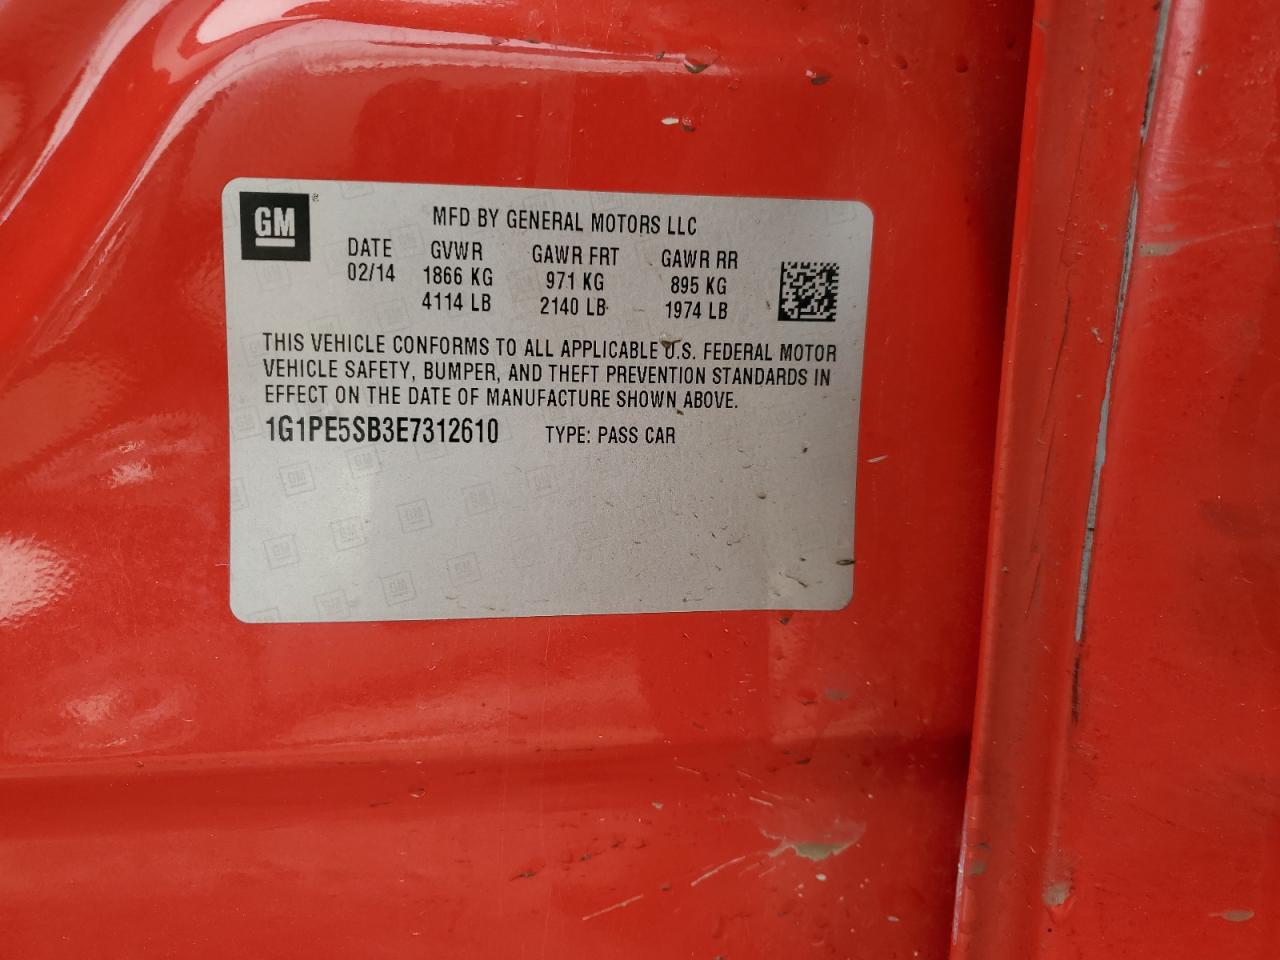 GM ®
MFD BY GENERAL MOTORS LLC
DATE GVWR GAWR FRT GAWR RR
02/14 1866 KG 971 KG 895 KG
4114 LB 2140 LB 1974 LB
THIS VEHICLE CONFORMS TO ALL APPLICABLE U.S. FEDERAL MOTOR
VEHICLE SAFETY, BUMPER, AND THEFT PREVENTION STANDARDS IN
EFFECT ON THE DATE OF MANUFACTURE SHOWN ABOVE.
1G1PE5SB3E7312610 TYPE: PASS CAR